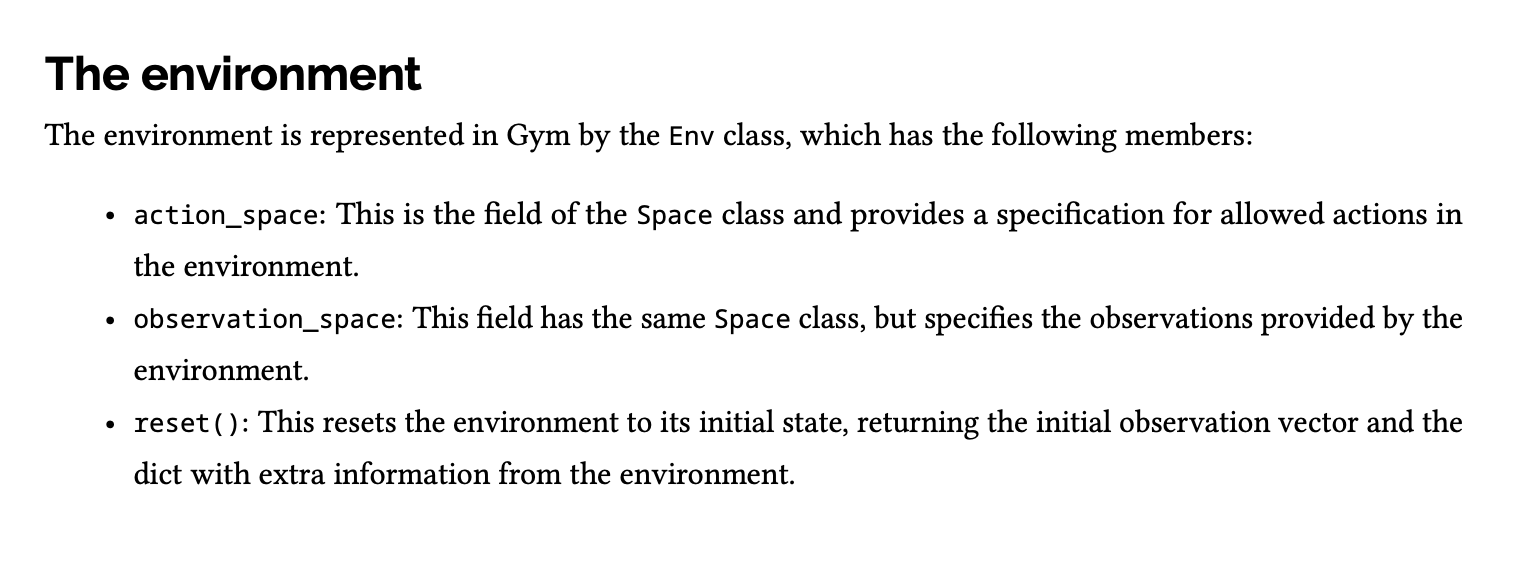 The environment
The environment is represented in Gym by the Env class, which has the following members:
• action_space: This is the field of the Space class and provides a specification for allowed actions in
the environment.
• observation_space: This field has the same Space class, but specifies the observations provided by the
environment.
• reset(): This resets the environment to its initial state, returning the initial observation vector and the
dict with extra information from the environment.